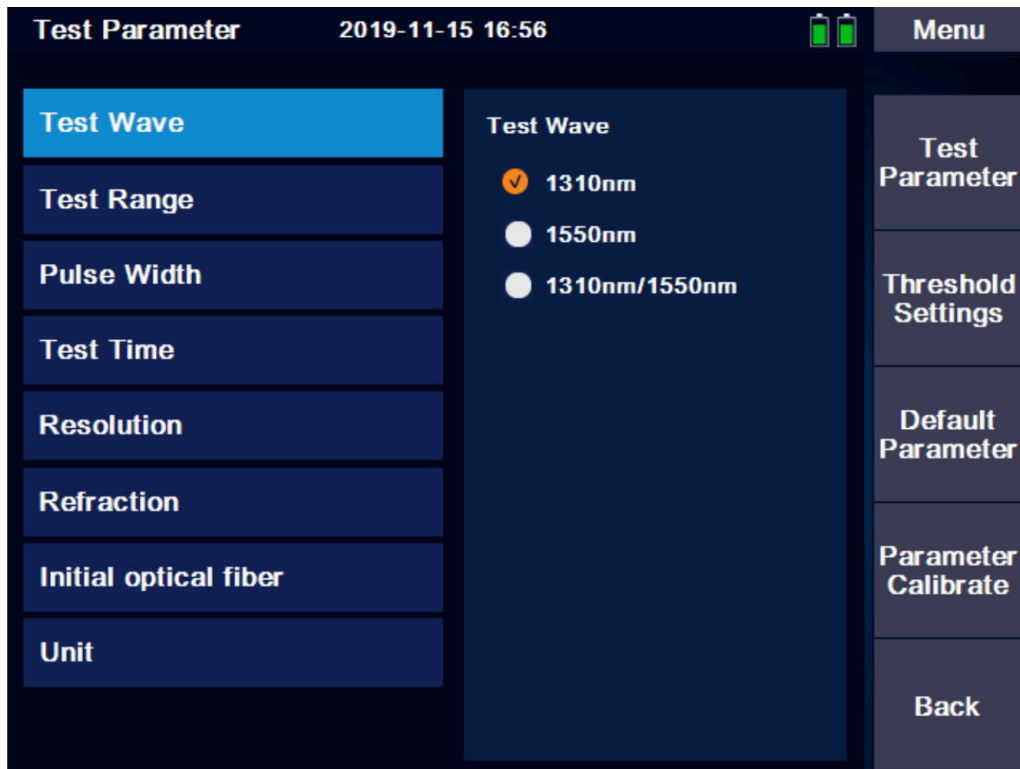 Test Parameter 2019-11-15 16:56
Menu
Test Wave
Test Range
Pulse Width
Test Time
Resolution
Refraction
Initial optical fiber
Unit
Test Wave
1310nm
1550nm
1310nm/1550nm
Test
Parameter
Threshold
Settings
Default
Parameter
Parameter
Calibrate
Back